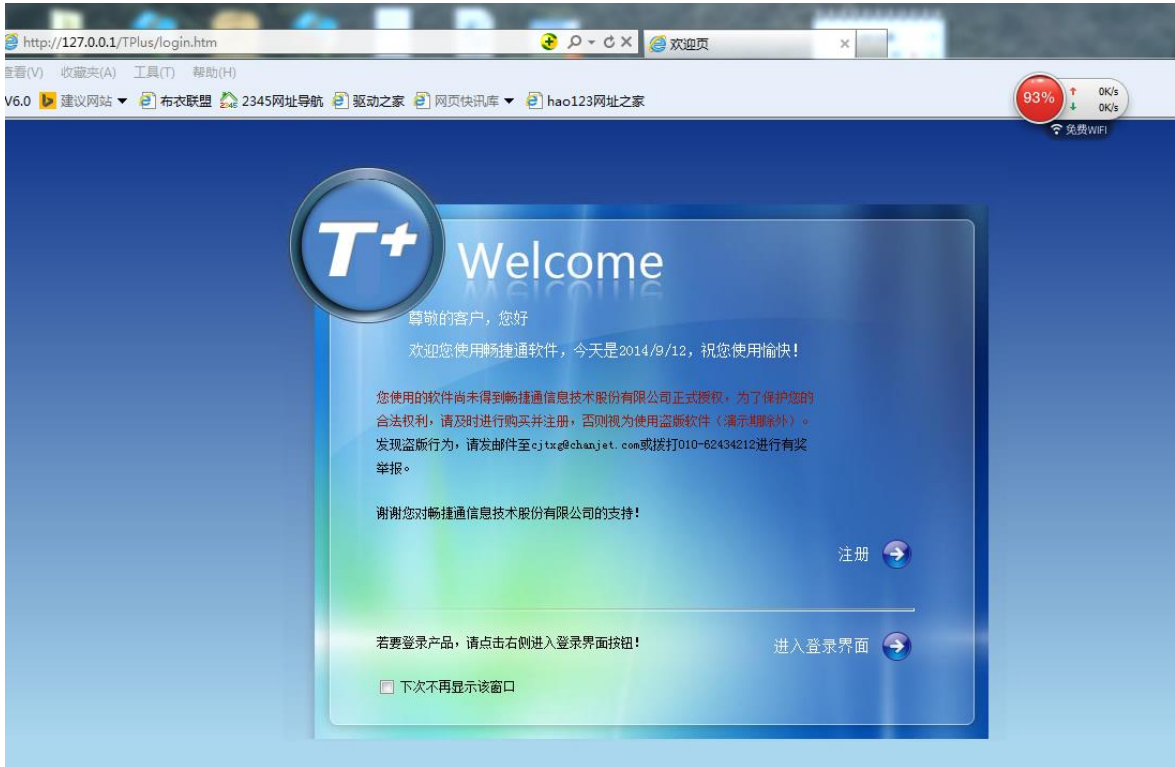 http://127.0.0.1/TPlus/login.htm
欢迎页
查看(V) 收藏夹(A) 工具(T) 帮助(H)
V6.0 建议网站 布衣联盟 2345网址导航 驱动之家 网页快讯库 hao123网址之家
93% 0K/s
0K/s
免费WIFI
T+
Welcome
尊敬的客户，您好
欢迎您使用畅捷通软件，今天是2014/9/12，祝您使用愉快！
您使用的软件尚未得到畅捷通信息技术股份有限公司正式授权，为了保护您的
合法权利，请及时进行购买并注册，否则视为使用盗版软件（演示期除外）。
发现盗版行为，请发邮件至cjtxg@chanjet.com或拨打010-62434212进行有奖
举报。
谢谢您对畅捷通信息技术股份有限公司的支持！
注册
若要登录产品，请点击右侧进入登录界面按钮！
进入登录界面
下次不再显示该窗口